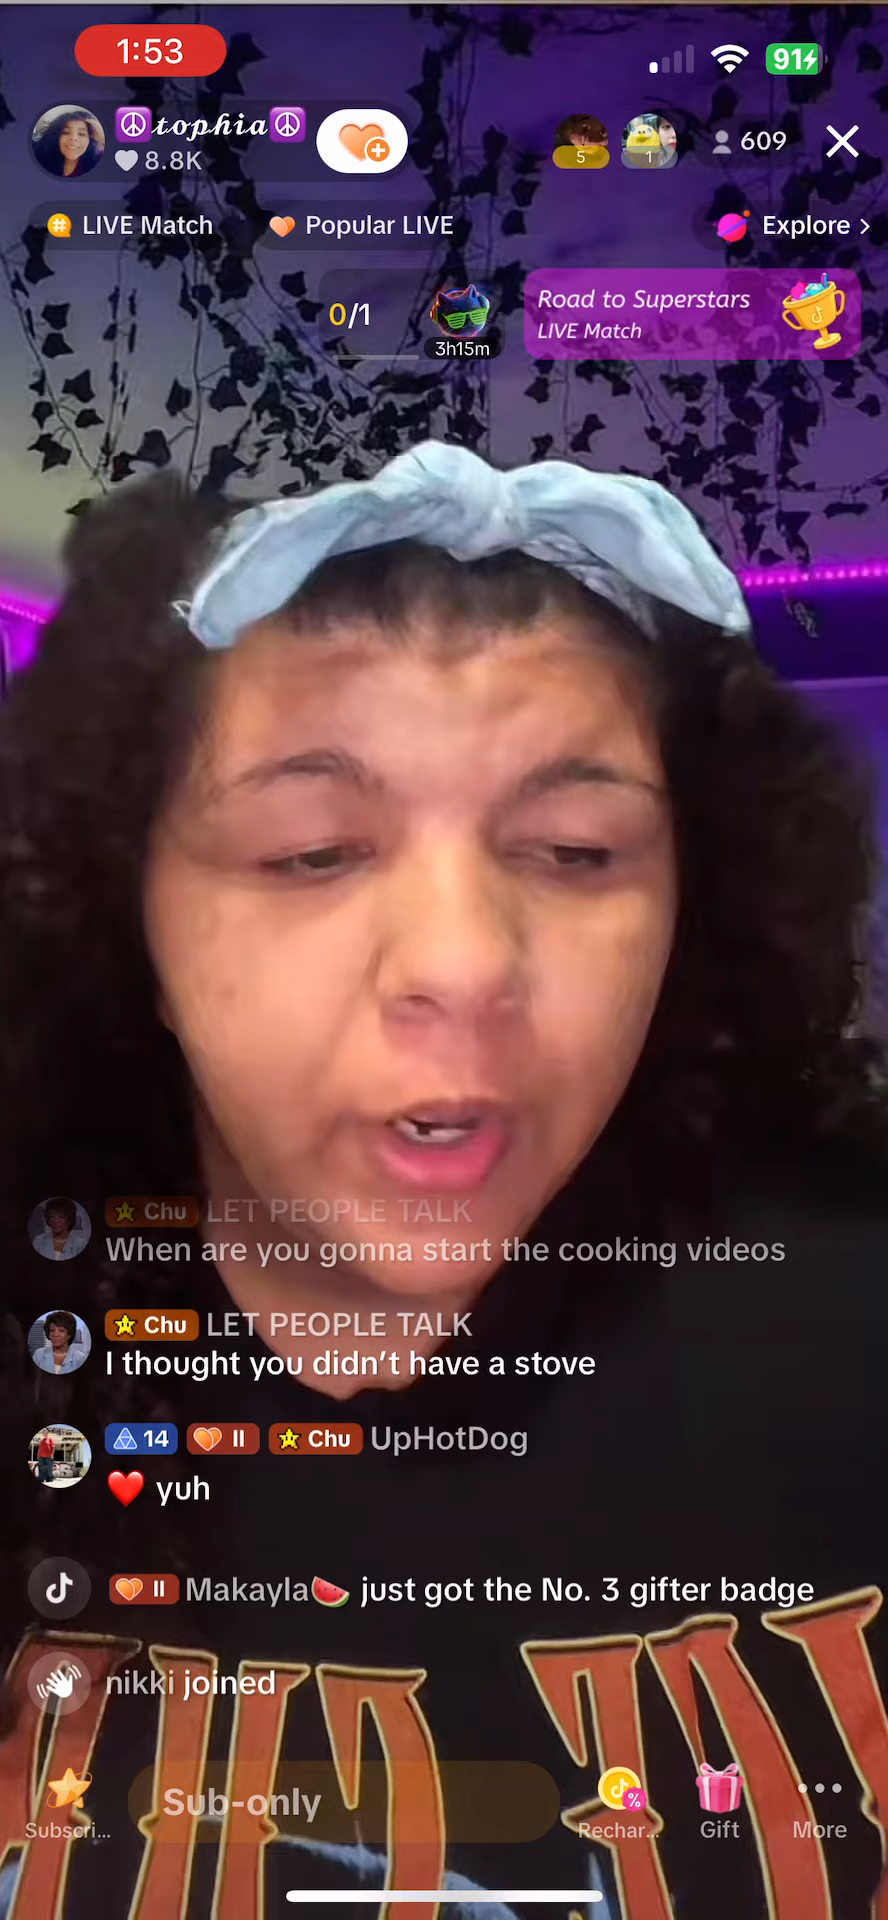 1:53
91
☮️𝓽𝓸𝓹𝓱𝓲𝓪☮️
8.8K
5
1
609
LIVE Match
Popular LIVE
Explore >
0/1
3h15m
Road to Superstars
LIVE Match
Chu LET PEOPLE TALK
When are you gonna start the cooking videos
Chu LET PEOPLE TALK
I thought you didn't have a stove
14 II Chu UpHotDog
❤️ yuh
II Makayla🍉 just got the No. 3 gifter badge
nikki joined
Sub-only
Subscri...
Rechar...
Gift
More